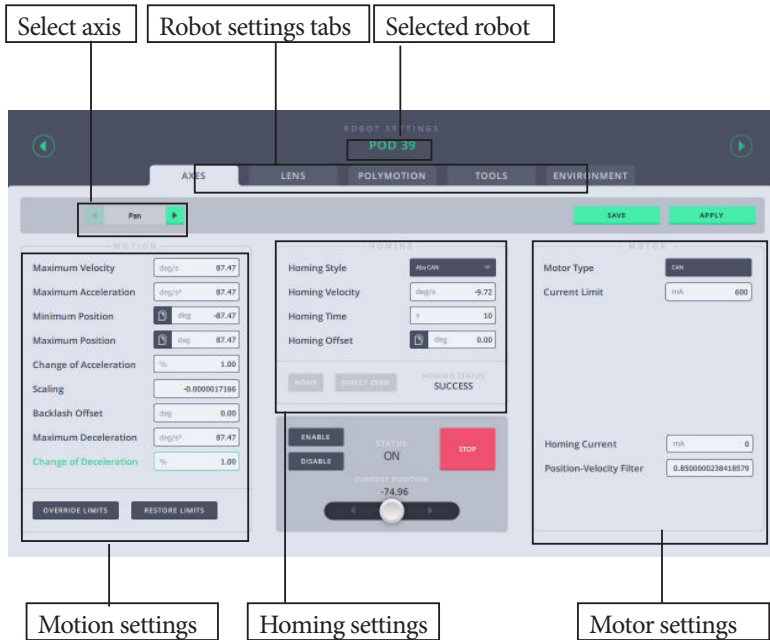 Select axis
Robot settings tabs
Selected robot
ROBOT SETTINGS
POD 39
AXES
LENS
POLYMOTION
TOOLS
ENVIRONMENT
Pan
SAVE
APPLY
MOTION
Maximum Velocity deg/s 87.47
Maximum Acceleration deg/s² 87.47
Minimum Position deg -87.47
Maximum Position deg 87.47
Change of Acceleration % 1.00
Scaling -0.0000017166
Backlash Offset deg 0.00
Maximum Deceleration deg/s² 87.47
Change of Deceleration % 1.00
OVERRIDE LIMITS
RESTORE LIMITS
HOMING
Homing Style Abs CAN
Homing Velocity deg/s -9.72
Homing Time s 10
Homing Offset deg 0.00
HOME
DIRECT ZERO
HOMING STATUS
SUCCESS
ENABLE
DISABLE
STATUS
ON
STOP
CURRENT POSITION
-74.96
MOTOR
Motor Type CAN
Current Limit mA 600
Homing Current mA 0
Position-Velocity Filter 0.8500000238418579
Motion settings
Homing settings
Motor settings